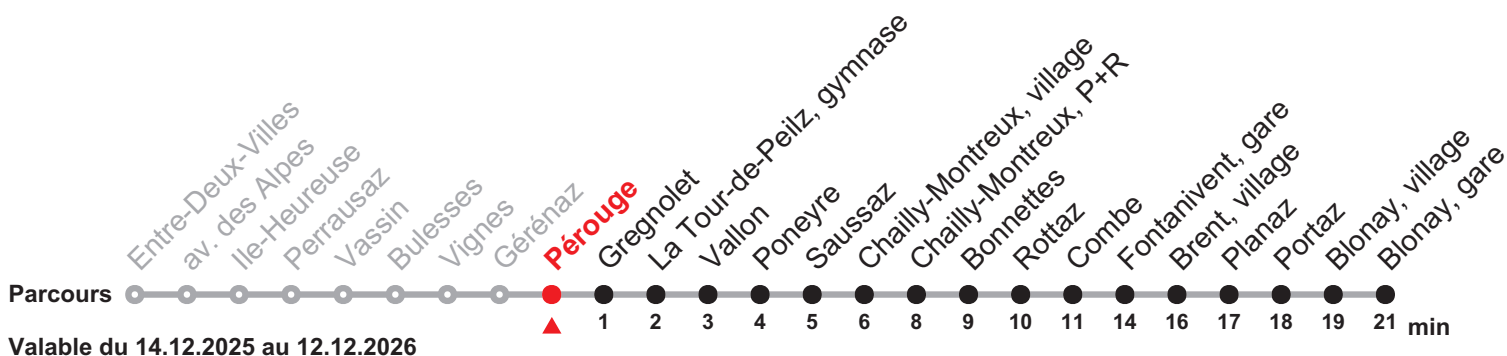 Entre-Deux-Villes
av. des Alpes
Ile-Heureuse
Perrausaz
Vassin
Bulesses
Vignes
Gérénaz
Pérouge
Gregnolet
La Tour-de-Peilz, gymnase
Vallon
Poneyre
Saussaz
Chailly-Montreux, village
Chailly-Montreux, P+R
Bonnettes
Rottaz
Combe
Fontanivent, gare
Brent, village
Planaz
Portaz
Blonay, village
Blonay, gare
Parcours
1 2 3 4 5 6 8 9 10 11 14 16 17 18 19 21 min
Valable du 14.12.2025 au 12.12.2026